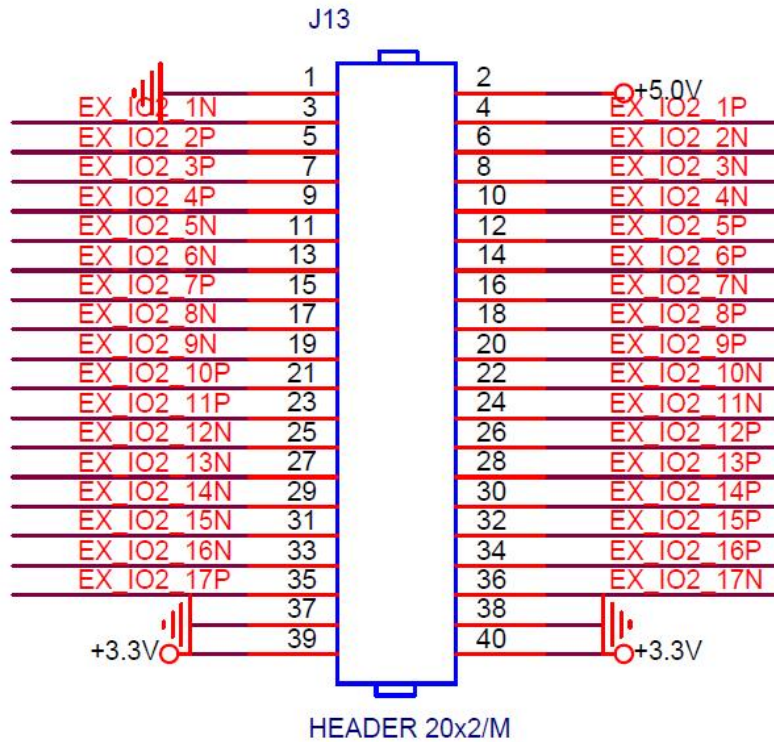 J13
1 2 +5.0V
EX_IO2_1N 3 4 EX_IO2_1P
EX_IO2_2P 5 6 EX_IO2_2N
EX_IO2_3P 7 8 EX_IO2_3N
EX_IO2_4P 9 10 EX_IO2_4N
EX_IO2_5N 11 12 EX_IO2_5P
EX_IO2_6N 13 14 EX_IO2_6P
EX_IO2_7P 15 16 EX_IO2_7N
EX_IO2_8N 17 18 EX_IO2_8P
EX_IO2_9N 19 20 EX_IO2_9P
EX_IO2_10P 21 22 EX_IO2_10N
EX_IO2_11P 23 24 EX_IO2_11N
EX_IO2_12N 25 26 EX_IO2_12P
EX_IO2_13N 27 28 EX_IO2_13P
EX_IO2_14N 29 30 EX_IO2_14P
EX_IO2_15N 31 32 EX_IO2_15P
EX_IO2_16N 33 34 EX_IO2_16P
EX_IO2_17P 35 36 EX_IO2_17N
37 38
+3.3V 39 40 +3.3V
HEADER 20x2/M